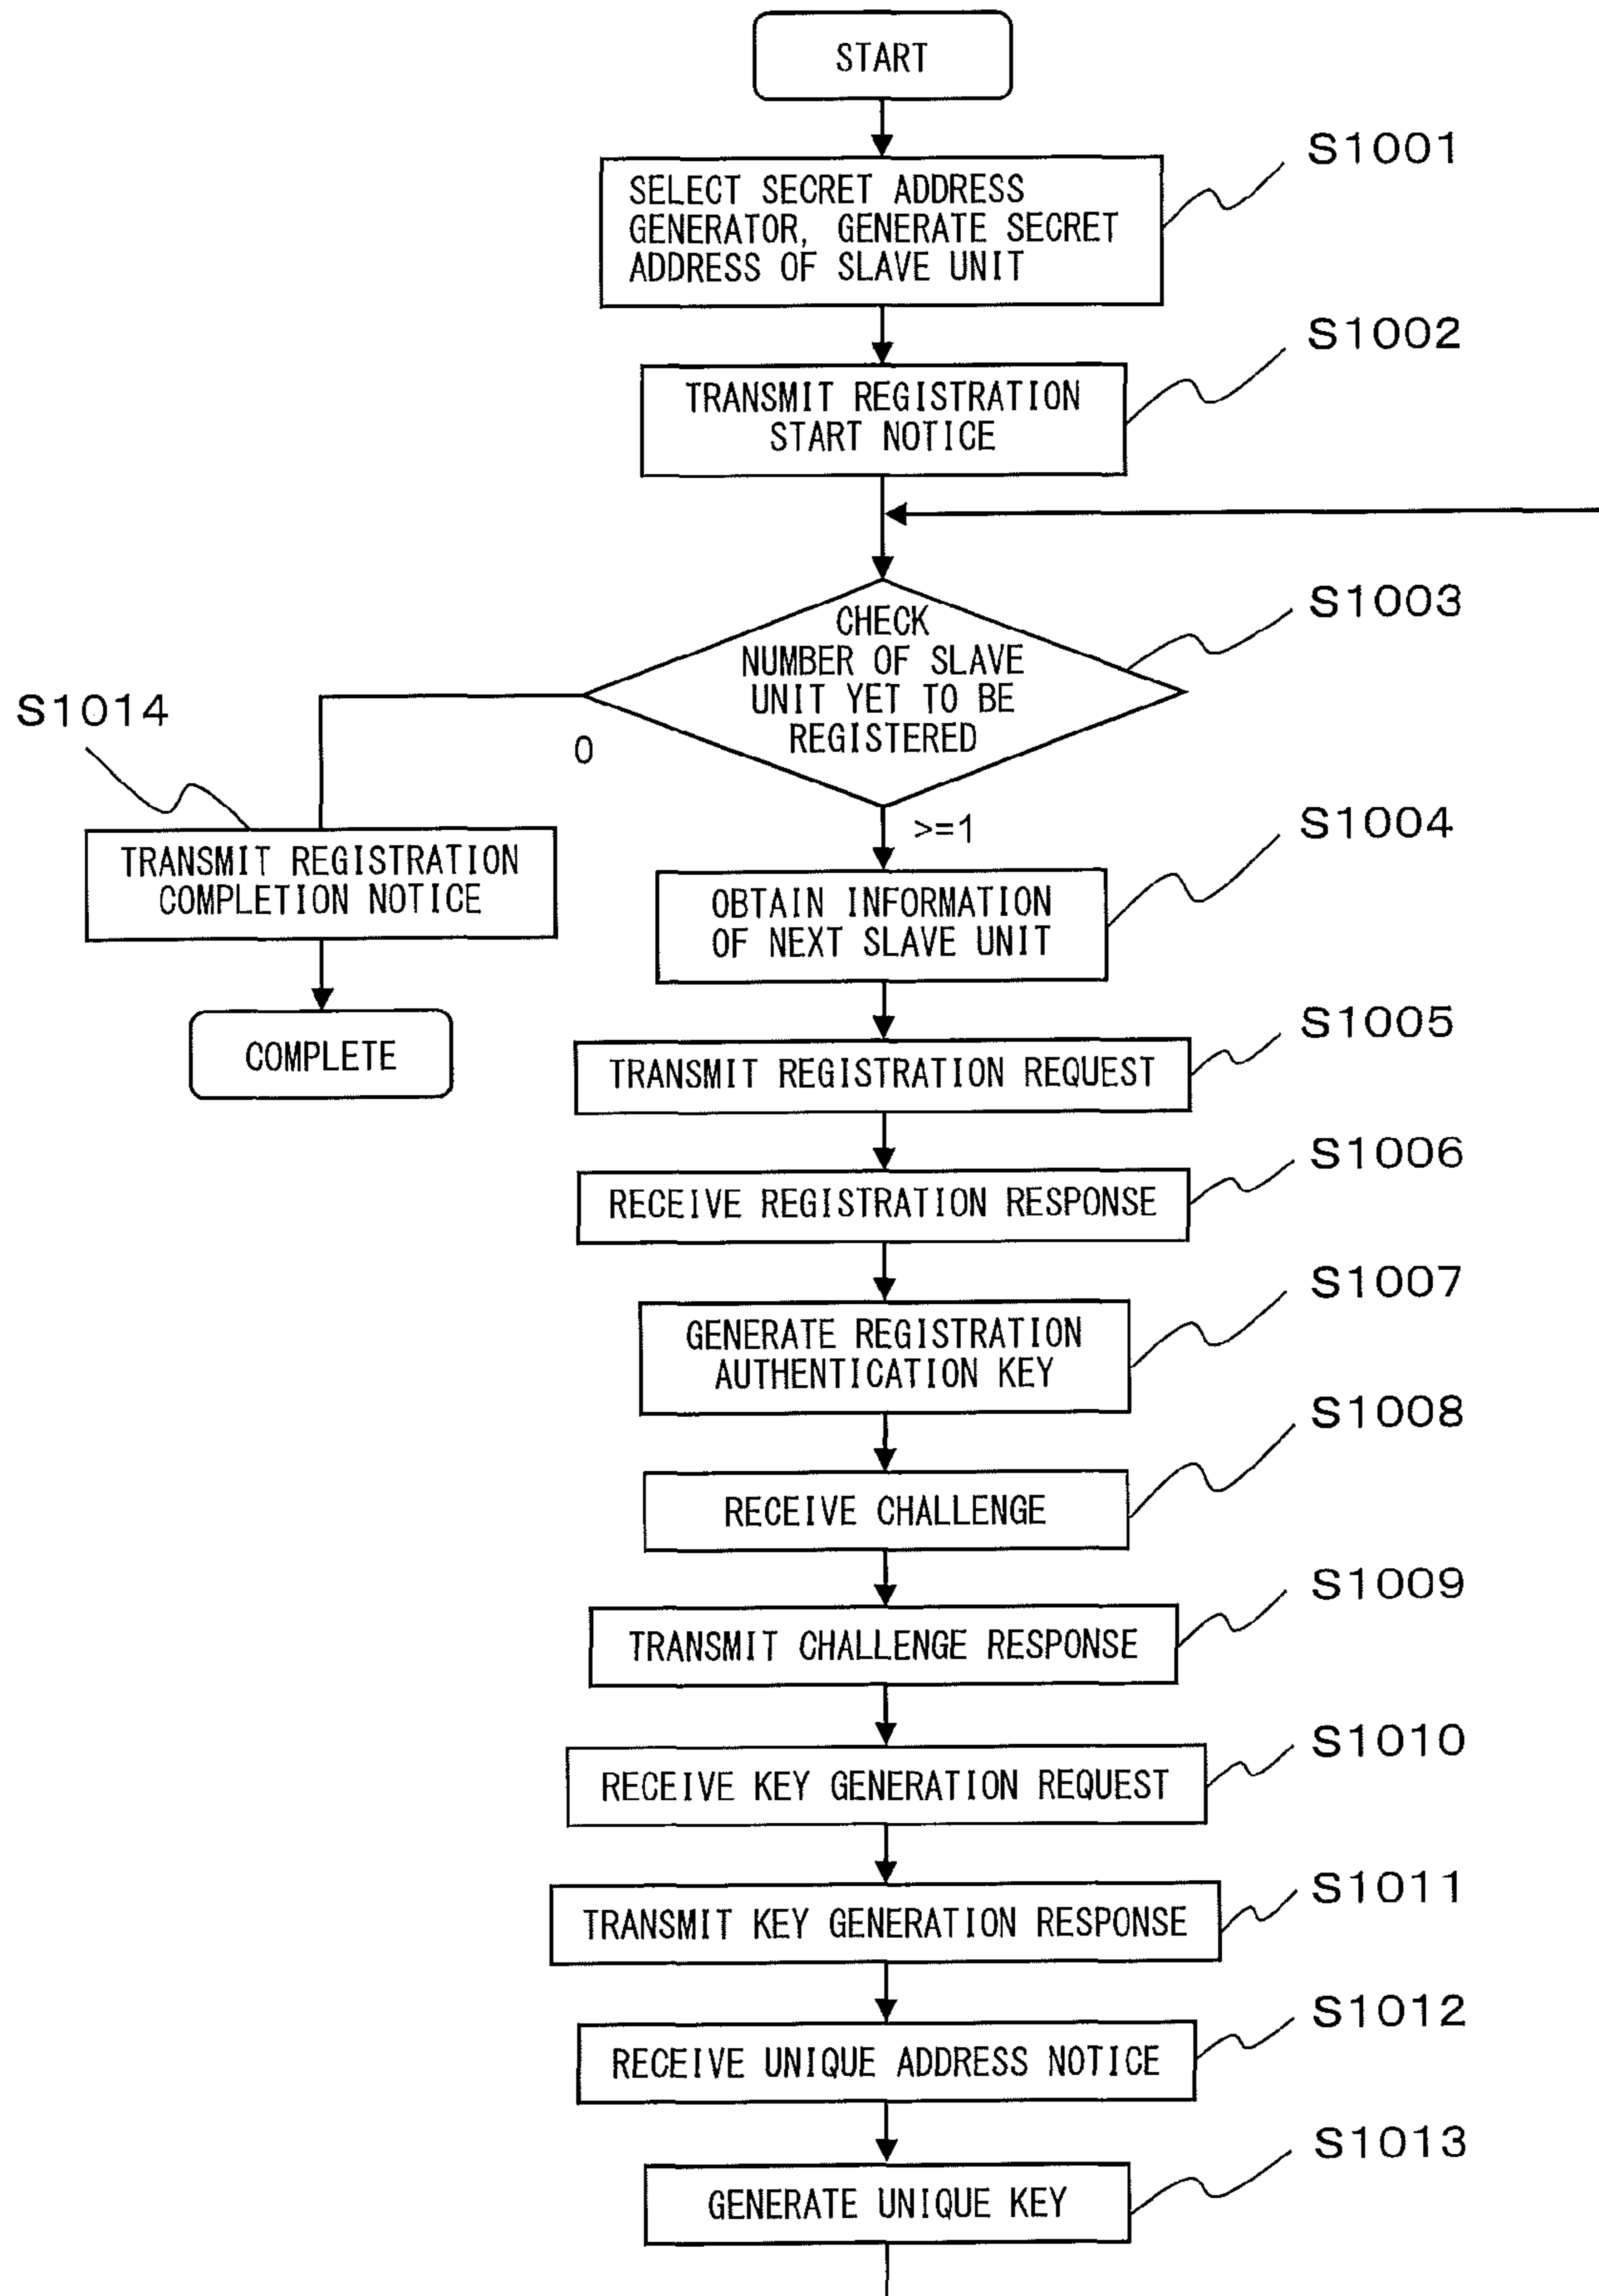 START
S1001
SELECT SECRET ADDRESS
GENERATOR, GENERATE SECRET
ADDRESS OF SLAVE UNIT
S1002
TRANSMIT REGISTRATION
START NOTICE
S1003
CHECK
NUMBER OF SLAVE
UNIT YET TO BE
REGISTERED
S1014
0
>=1
TRANSMIT REGISTRATION
COMPLETION NOTICE
S1004
OBTAIN INFORMATION
OF NEXT SLAVE UNIT
COMPLETE
S1005
TRANSMIT REGISTRATION REQUEST
S1006
RECEIVE REGISTRATION RESPONSE
S1007
GENERATE REGISTRATION
AUTHENTICATION KEY
S1008
RECEIVE CHALLENGE
S1009
TRANSMIT CHALLENGE RESPONSE
S1010
RECEIVE KEY GENERATION REQUEST
S1011
TRANSMIT KEY GENERATION RESPONSE
S1012
RECEIVE UNIQUE ADDRESS NOTICE
S1013
GENERATE UNIQUE KEY